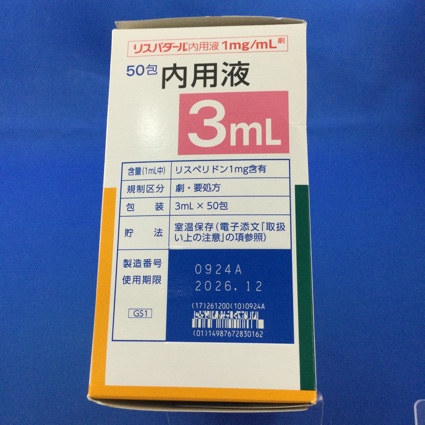 リスパダール内用液 1mg/mL 劇
50包 内用液
3mL
含量(1mL中) リスペリドン1mg含有
規制区分 劇・要処方
包装 3mL×50包
貯法 室温保存(電子添文「取扱
い上の注意」の項参照)
製造番号 0924A
使用期限 2026.12
(17)261200(10)0924A
GS1
(01)14987672830162